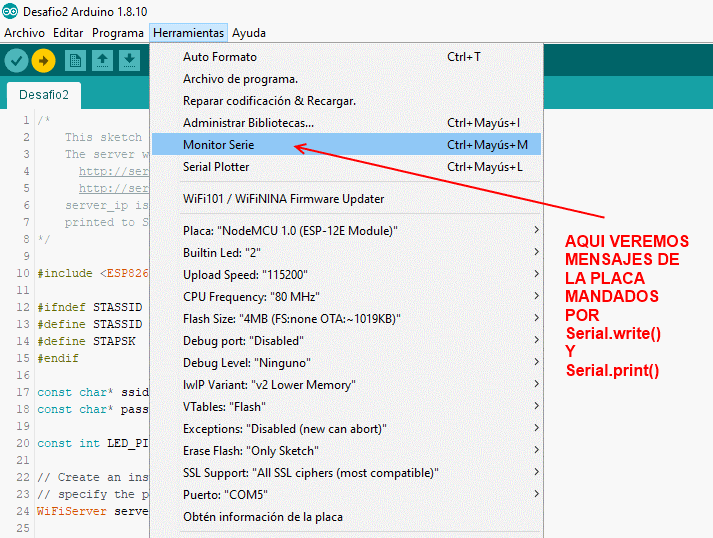 Desafio2 Arduino 1.8.10
Archivo Editar Programa Herramientas Ayuda
Auto Formato Ctrl+T
Archivo de programa.
Reparar codificación & Recargar.
Administrar Bibliotecas... Ctrl+Mayús+I
Monitor Serie Ctrl+Mayús+M
Serial Plotter Ctrl+Mayús+L
WiFi101 / WiFiNINA Firmware Updater
Placa: "NodeMCU 1.0 (ESP-12E Module)"
Builtin Led: "2"
Upload Speed: "115200"
CPU Frequency: "80 MHz"
Flash Size: "4MB (FS:none OTA:~1019KB)"
Debug port: "Disabled"
Debug Level: "Ninguno"
IwIP Variant: "v2 Lower Memory"
VTables: "Flash"
Exceptions: "Disabled (new can abort)"
Erase Flash: "Only Sketch"
SSL Support: "All SSL ciphers (most compatible)"
Puerto: "COM5"
Obtén información de la placa
Desafio2
1 /*
2 This sketch
3 The server w
4 http://ser
5 http://ser
6 server_ip is
7 printed to S
8 */
9
10 #include <ESP826
11
12 #ifndef STASSID
13 #define STASSID
14 #define STAPSK
15 #endif
16
17 const char* ssid
18 const char* pass
19
20 const int LED_PI
21
22 // Create an ins
23 // specify the p
24 WiFiServer serve
25
AQUI VEREMOS
MENSAJES DE
LA PLACA
MANDADOS
POR
Serial.write()
Y
Serial.print()